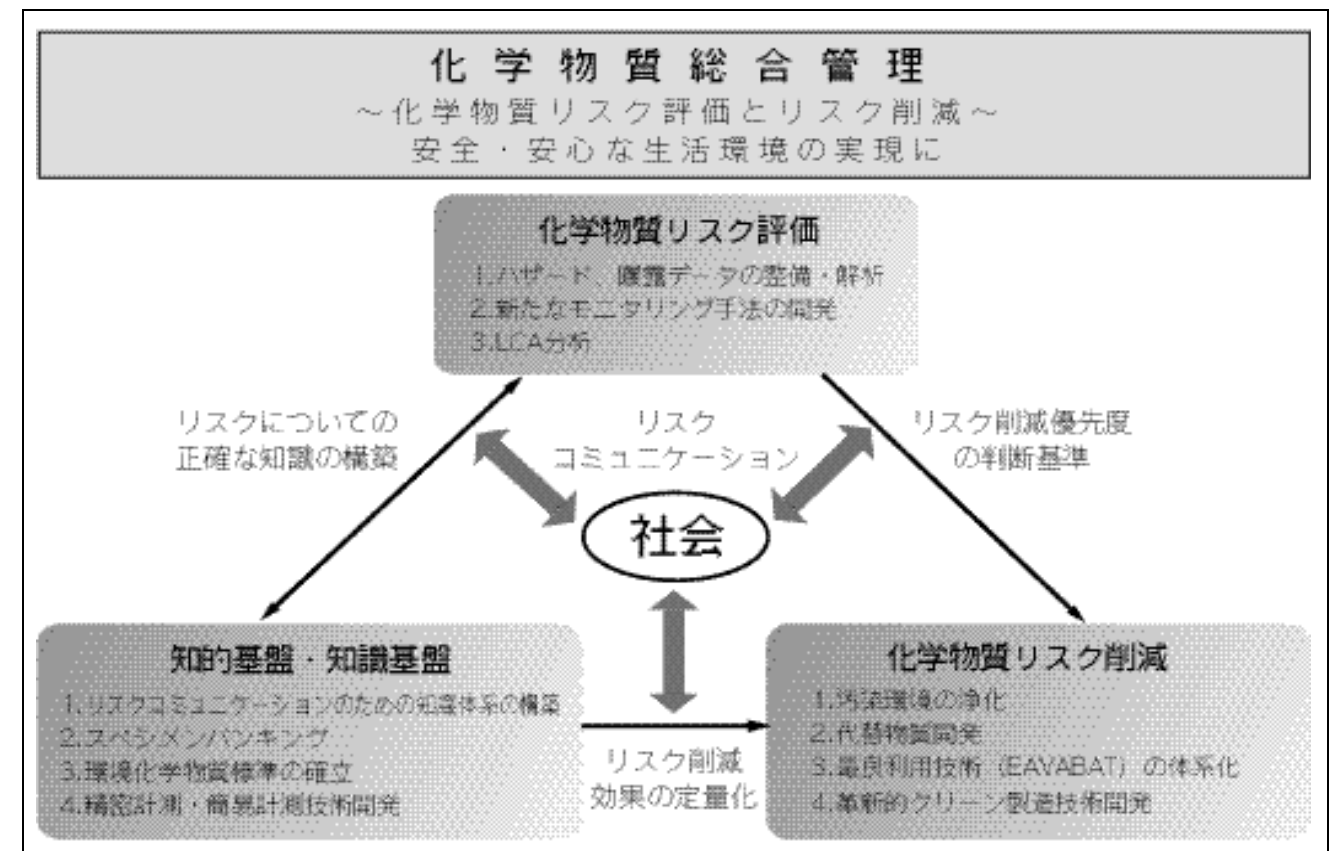 化学物質総合管理
～化学物質リスク評価とリスク削減～
安全・安心な生活環境の実現に
化学物質リスク評価
1.ハザード、曝露データの整備・解析
2.新たなモニタリング手法の開発
3.LCA分析
リスクについての
正確な知識の構築
リスク
コミュニケーション
リスク削減優先度
の判断基準
社会
知的基盤・知識基盤
1.リスクコミュニケーションのための知識体系の構築
2.スペシメンバンキング
3.環境化学物質標準の確立
4.精密計測・簡易計測技術開発
リスク削減
効果の定量化
化学物質リスク削減
1.汚染環境の浄化
2.代替物質開発
3.最良利用技術（EAVABAT）の体系化
4.革新的クリーン製造技術開発